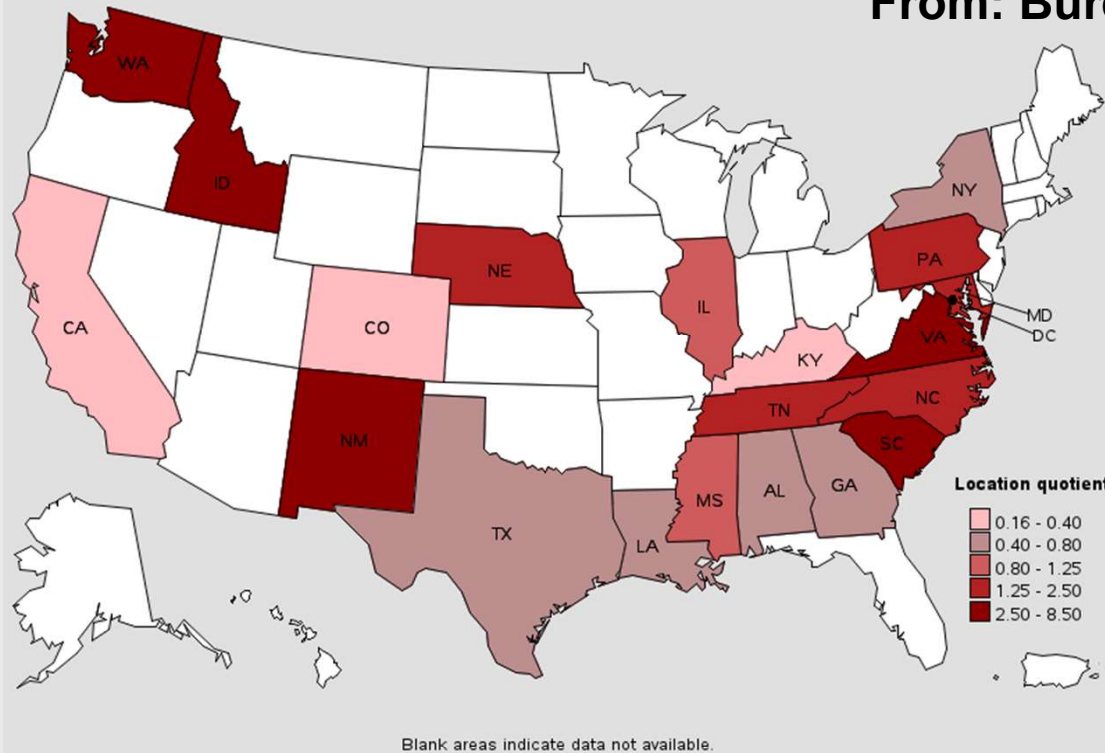 From: Bure
WA
ID
NY
NE
PA
IL
MD
DC
CA
CO
VA
KY
NC
TN
NM
SC
MS
AL
GA
TX
LA
Location quotient
0.16 - 0.40
0.40 - 0.80
0.80 - 1.25
1.25 - 2.50
2.50 - 8.50
Blank areas indicate data not available.